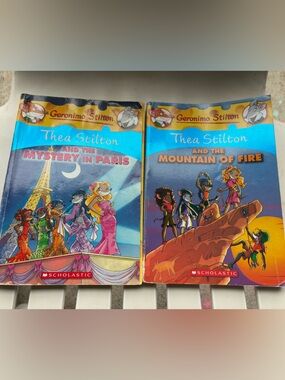 Geronimo Stilton
Thea Stilton
AND THE
MYSTERY IN PARIS
SCHOLASTIC
Geronimo Stilton
Thea Stilton
AND THE
MOUNTAIN OF FIRE
SCHOLASTIC